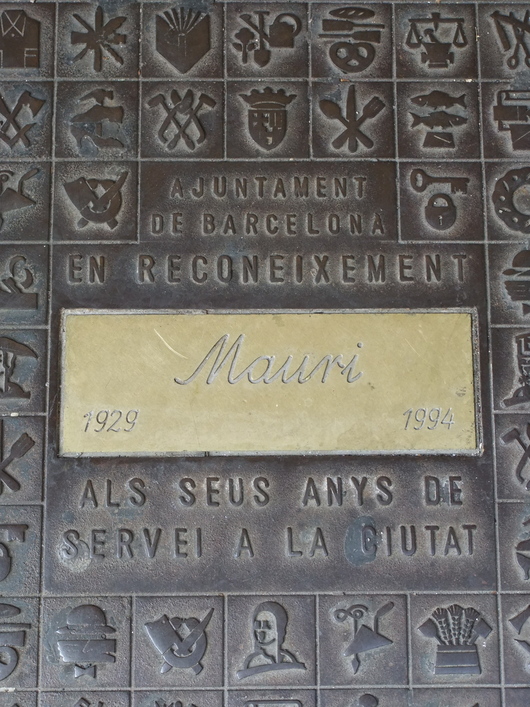 AJUNTAMENT
DE BARCELONA
EN RECONEIXEMENT
Mauri
1929 1994
ALS SEUS ANYS DE
SERVEI A LA CIUTAT